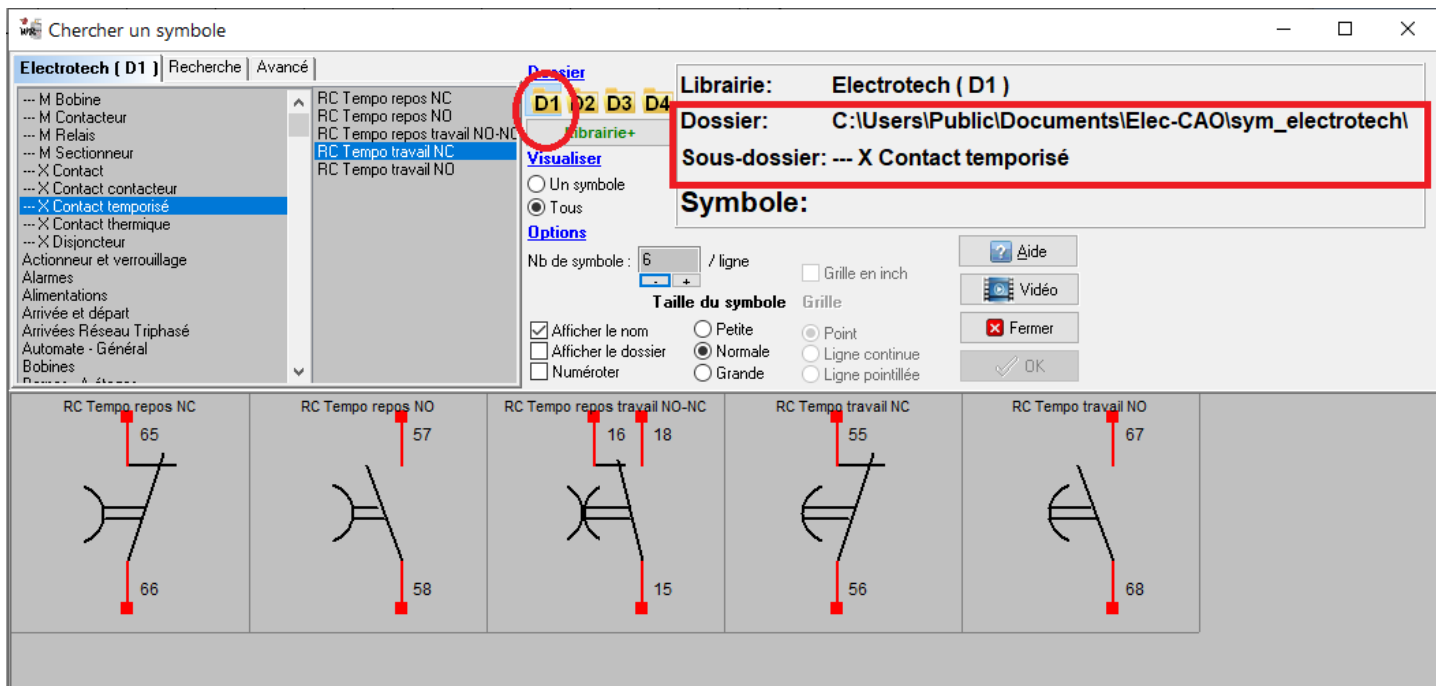 Chercher un symbole
Electrotech ( D1 ) Recherche Avancé
--- M Bobine
--- M Contacteur
--- M Relais
--- M Sectionneur
--- X Contact
--- X Contact contacteur
--- X Contact temporisé
--- X Contact thermique
--- X Disjoncteur
Actionneur et verrouillage
Alarmes
Alimentations
Arrivée et départ
Arrivées Réseau Triphasé
Automate - Général
Bobines
RC Tempo repos NC
RC Tempo repos NO
RC Tempo repos travail NO-NC
RC Tempo travail NC
RC Tempo travail NO
Dossier
D1 D2 D3 D4
Librairie+
Visualiser
Un symbole
Tous
Options
Nb de symbole : 6 / ligne
- +
Taille du symbole
Afficher le nom
Afficher le dossier
Numéroter
Petite
Normale
Grande
Grille en inch
Grille
Point
Ligne continue
Ligne pointillée
Librairie: Electrotech ( D1 )
Dossier: C:\Users\Public\Documents\Elec-CAO\sym_electrotech\
Sous-dossier: --- X Contact temporisé
Symbole:
Aide
Vidéo
Fermer
OK
RC Tempo repos NC
65
66
RC Tempo repos NO
57
58
RC Tempo repos travail NO-NC
16 18
15
RC Tempo travail NC
55
56
RC Tempo travail NO
67
68